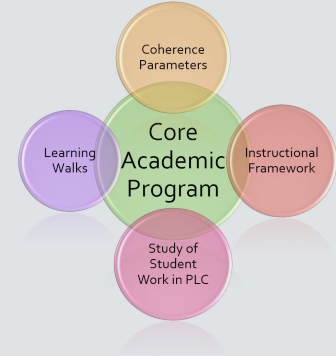 Coherence
Parameters
Core
Academic
Program
Learning
Walks
Instructional
Framework
Study of
Student
Work in PLC